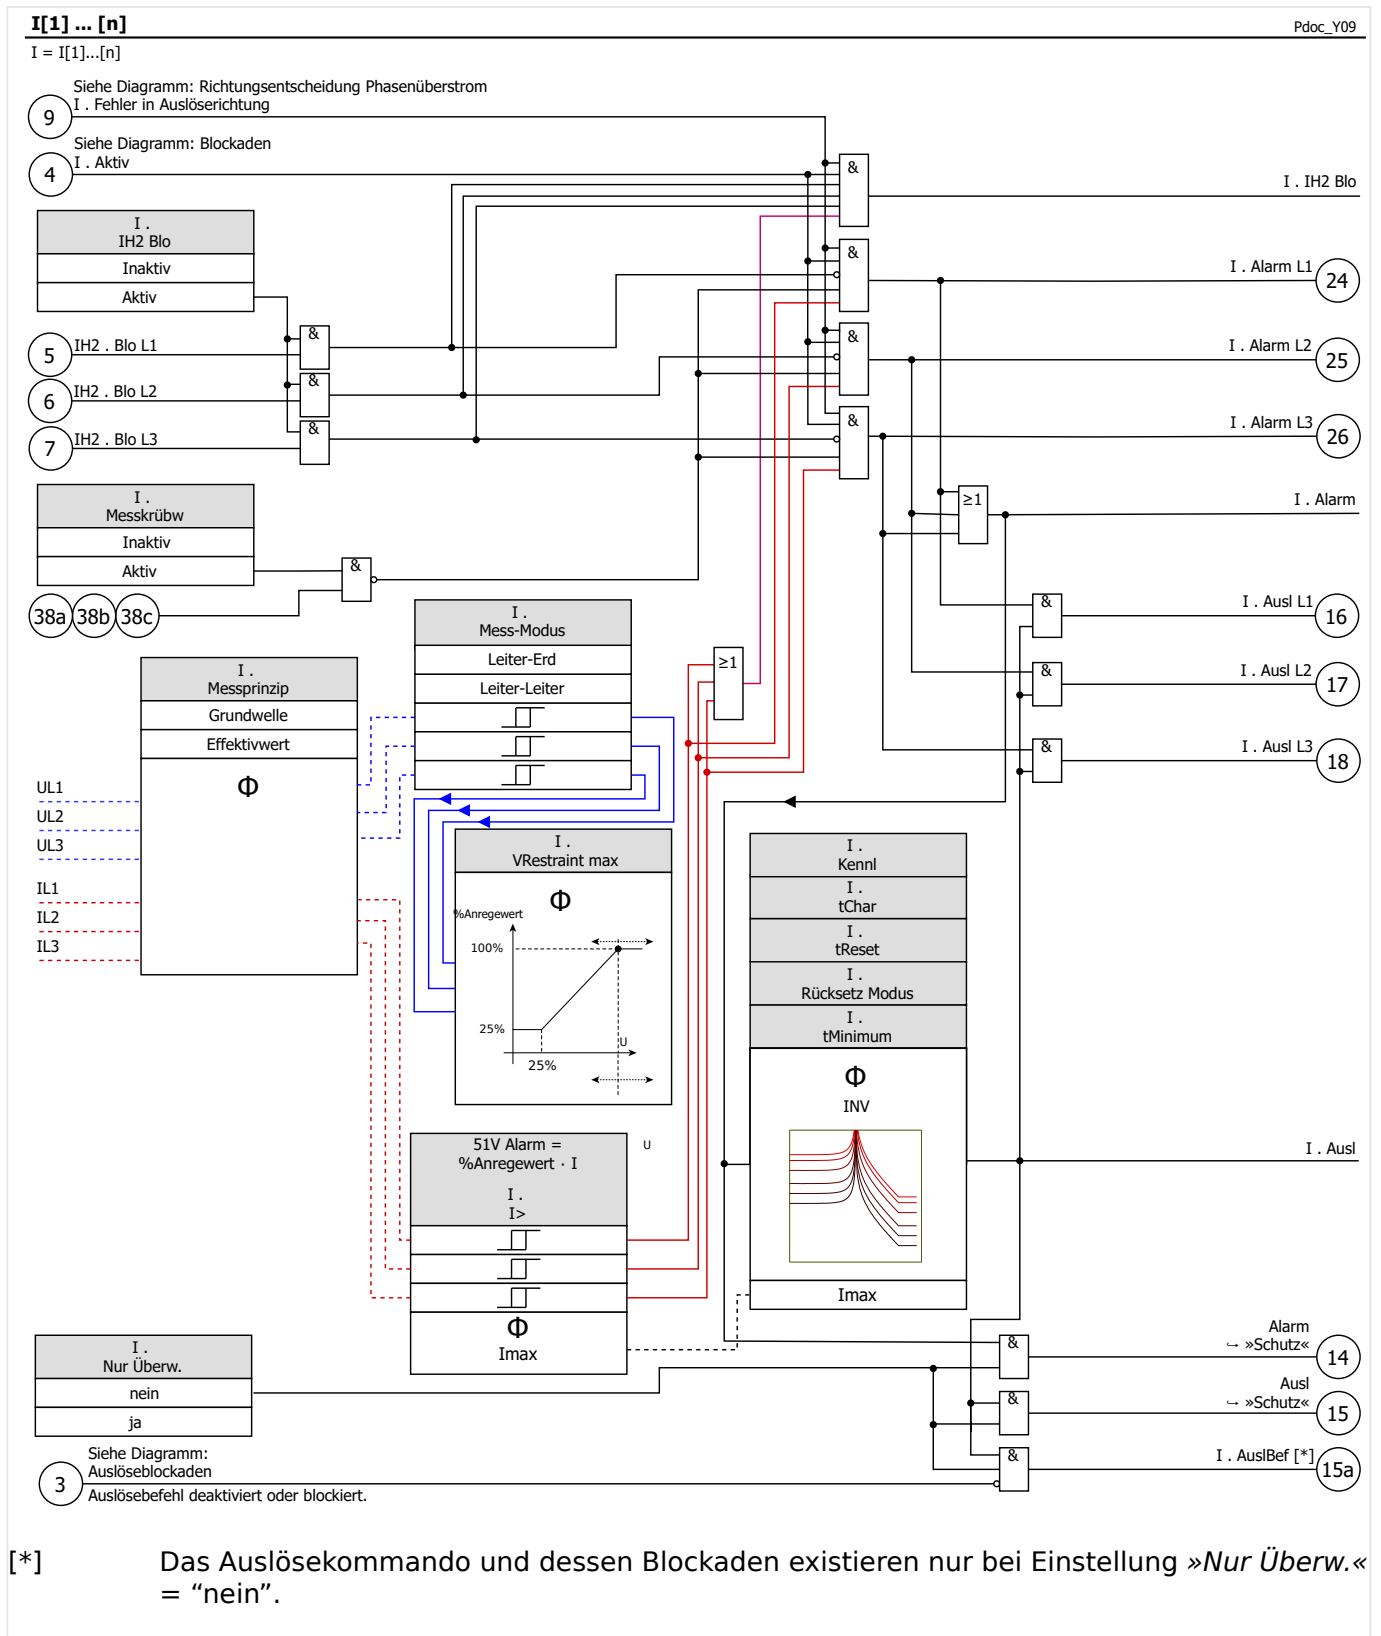 I[1] ... [n]
Pdoc_Y09
I = I[1]...[n]
Siehe Diagramm: Richtungsentscheidung Phasenüberstrom
I . Fehler in Auslöserichtung
9
Siehe Diagramm: Blockaden
I . Aktiv
4
&
I . IH2 Blo
I .
IH2 Blo
Inaktiv
Aktiv
&
I . Alarm L1
24
5
IH2 . Blo L1
&
&
I . Alarm L2
25
6
IH2 . Blo L2
&
7
IH2 . Blo L3
&
&
I . Alarm L3
26
I .
Messkrübw
Inaktiv
Aktiv
&
≥1
I . Alarm
38a
38b
38c
I .
Mess-Modus
Leiter-Erd
Leiter-Leiter
&
I . Ausl L1
16
≥1
&
I . Ausl L2
17
&
I . Ausl L3
18
I .
Messprinzip
Grundwelle
Effektivwert
Φ
UL1
UL2
UL3
IL1
IL2
IL3
I .
VRestraint max
Φ
%Anregewert
100%
25%
25%
U
I .
Kennl
I .
tChar
I .
tReset
I .
Rücksetz Modus
I .
tMinimum
Φ
INV
Imax
I . Ausl
51V Alarm =
%Anregewert · I
U
I .
I>
Φ
Imax
I .
Nur Überw.
nein
ja
&
Alarm
↪ »Schutz«
14
&
Ausl
↪ »Schutz«
15
&
I . AuslBef [*]
15a
Siehe Diagramm:
Auslöseblockaden
3
Auslösebefehl deaktiviert oder blockiert.
[*] Das Auslösekommando und dessen Blockaden existieren nur bei Einstellung »Nur Überw.«
= “nein”.